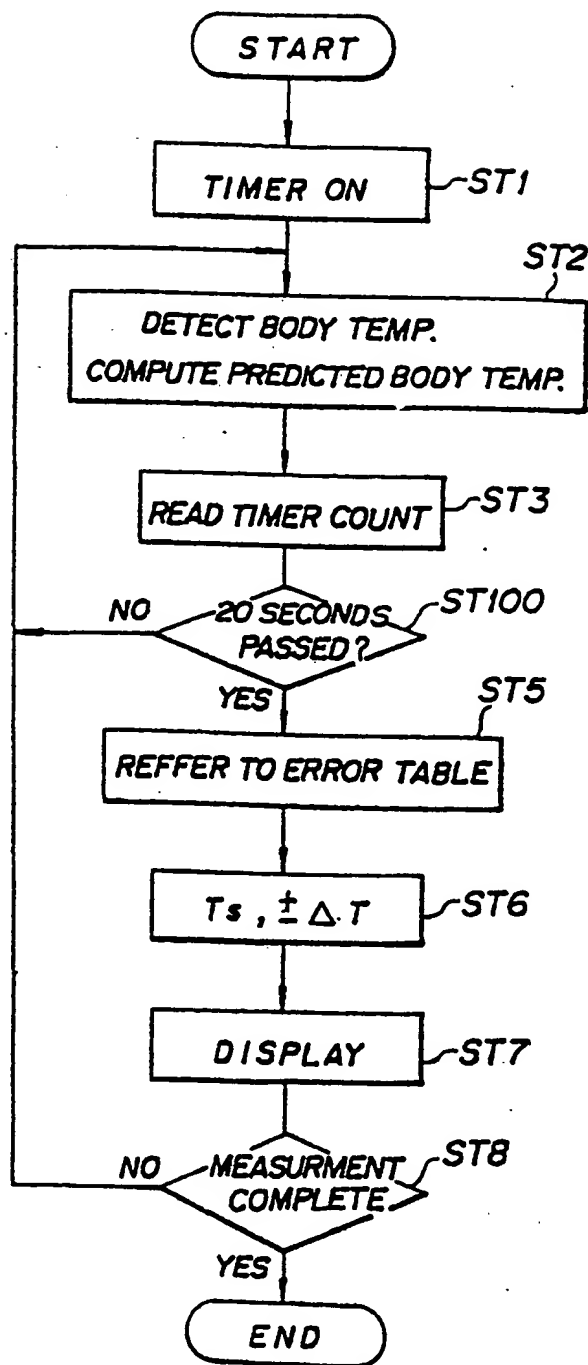 START
TIMER ON
ST1
ST2
DETECT BODY TEMP.
COMPUTE PREDICTED BODY TEMP.
READ TIMER COUNT
ST3
NO
20 SECONDS
PASSED?
ST100
YES
ST5
REFFER TO ERROR TABLE
Ts, ± △.T
ST6
DISPLAY
ST7
NO
MEASURMENT
COMPLETE
ST8
YES
END